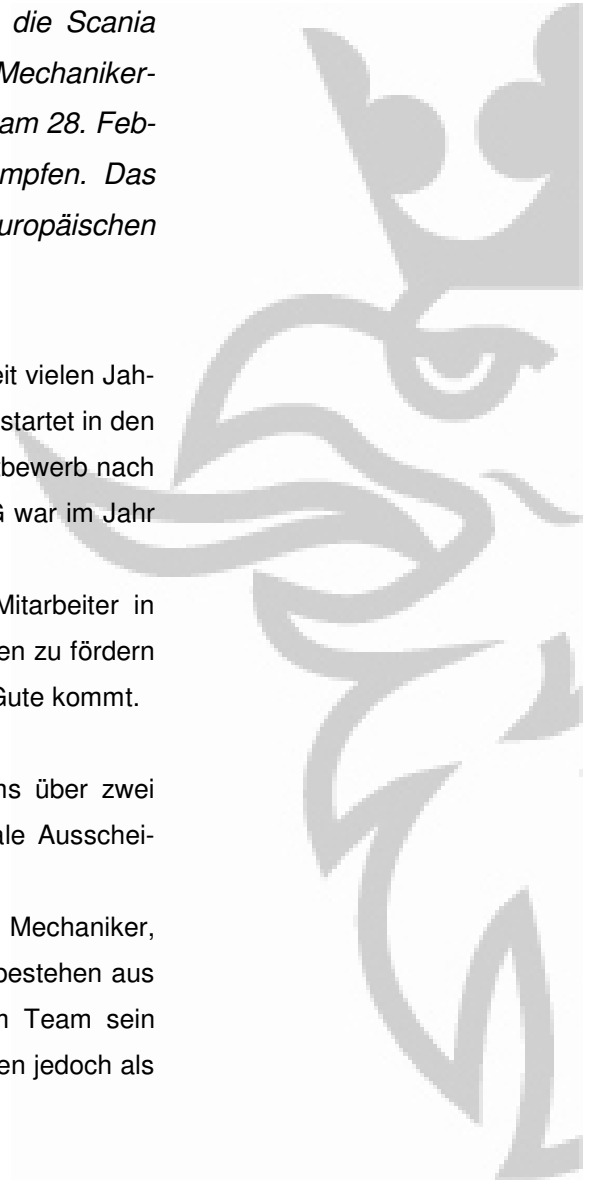 die Scania
Mechaniker-
am 28. Feb-
mpfen. Das
uropäischen
eit vielen Jah-
startet in den
tbewerb nach
G war im Jahr
Mitarbeiter in
en zu fördern
Gute kommt.
ns über zwei
ale Ausschei-
Mechaniker,
bestehen aus
m Team sein
en jedoch als